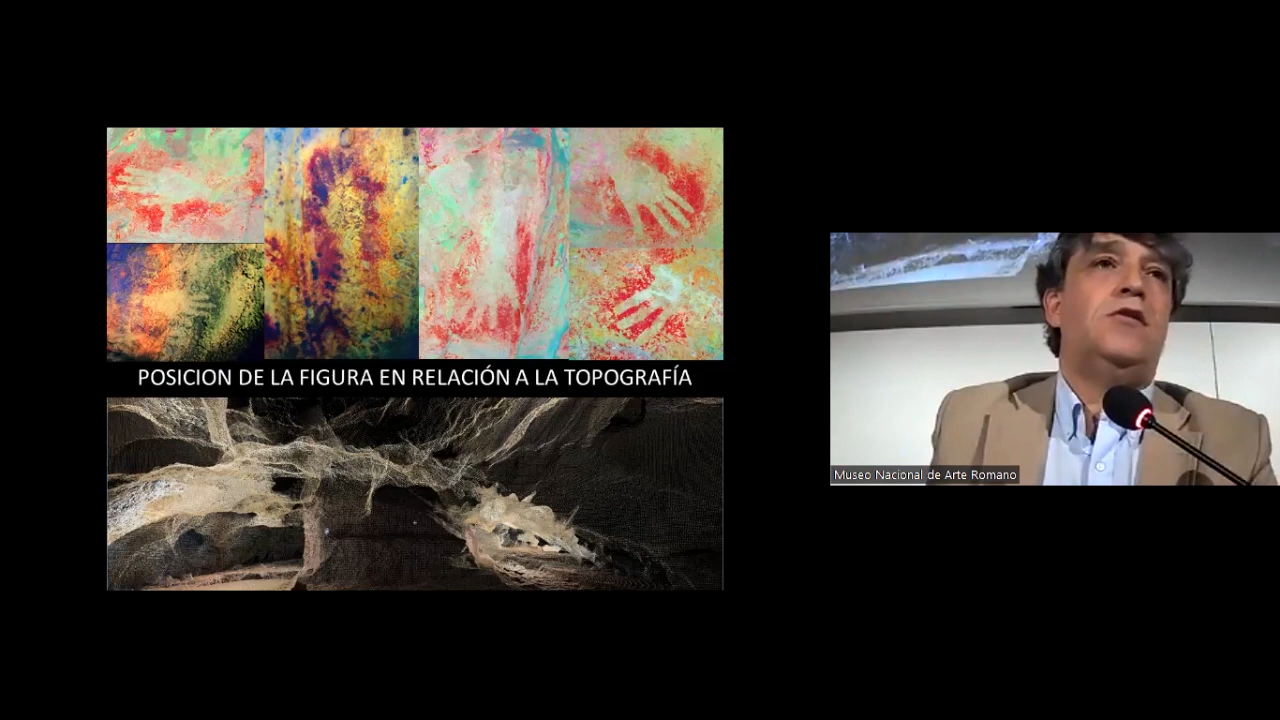 POSICION DE LA FIGURA EN RELACIÓN A LA TOPOGRAFÍA
Museo Nacional de Arte Romano